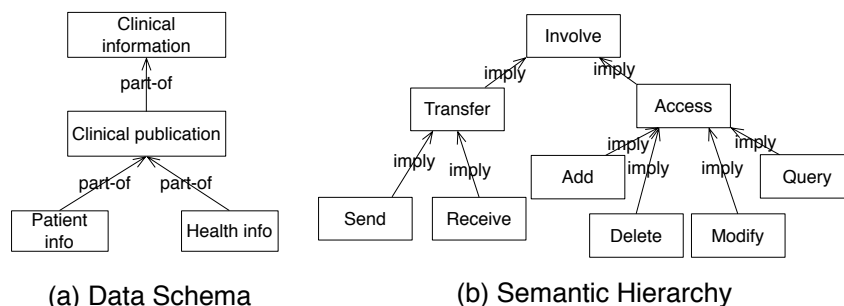 Clinical
information
part-of
Clinical publication
part-of
part-of
Patient
info
Health info
(a) Data Schema
Involve
imply
imply
Transfer
Access
imply
imply
imply
imply
imply
imply
Add
Query
Send
Receive
Delete
Modify
(b) Semantic Hierarchy